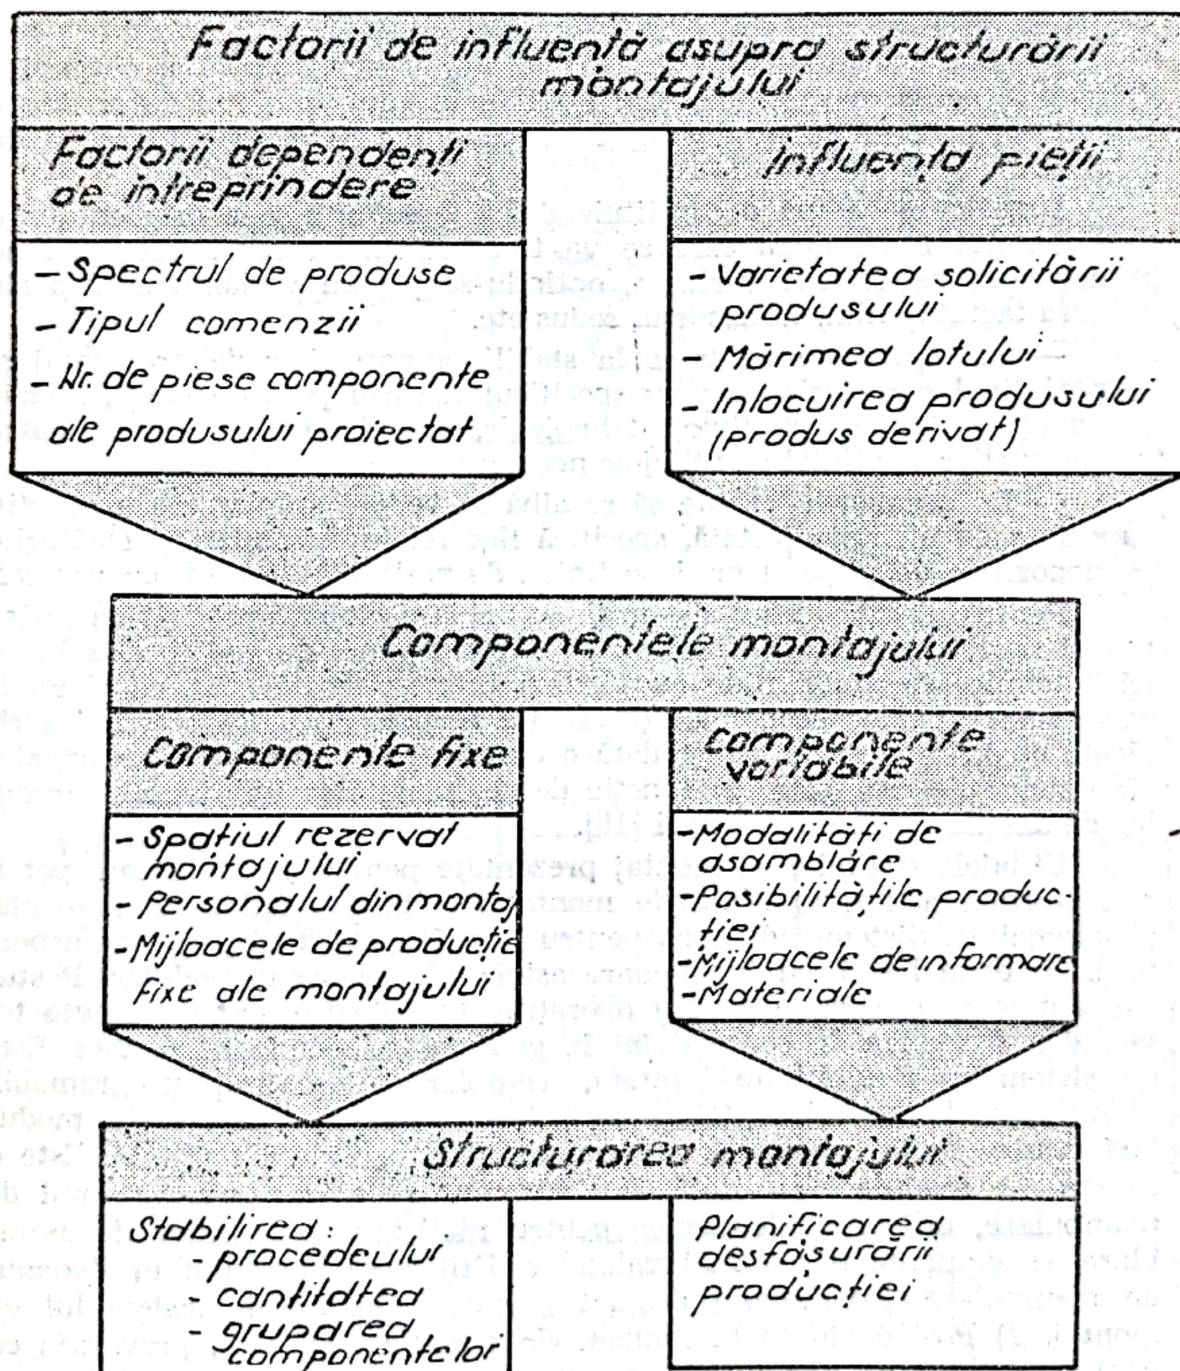 Factorii de influență asupra structurării
montajului
Factorii dependenți
de întreprindere
- Spectrul de produse
- Tipul comenzii
- Nr. de piese componente
ale produsului proiectat
Influența pieții
- Varietatea solicitării
produsului
- Mărimea lotului
- Inlocuirea produsului
(produs derivat)
Componentele montajului
Componente fixe
- Spatiul rezervat
montajului
- Personalul din montaj
- Mijloacele de producție
fixe ale montajului
Componente
variabile
- Modalități de
asamblare
- Posibilitățile produc-
ției
- Mijloacele de informare
- Materiale
Structurarea montajului
Stabilirea:
- procedeului
- cantitatea
- gruparea
componentelor
Planificarea
desfășurării
producției